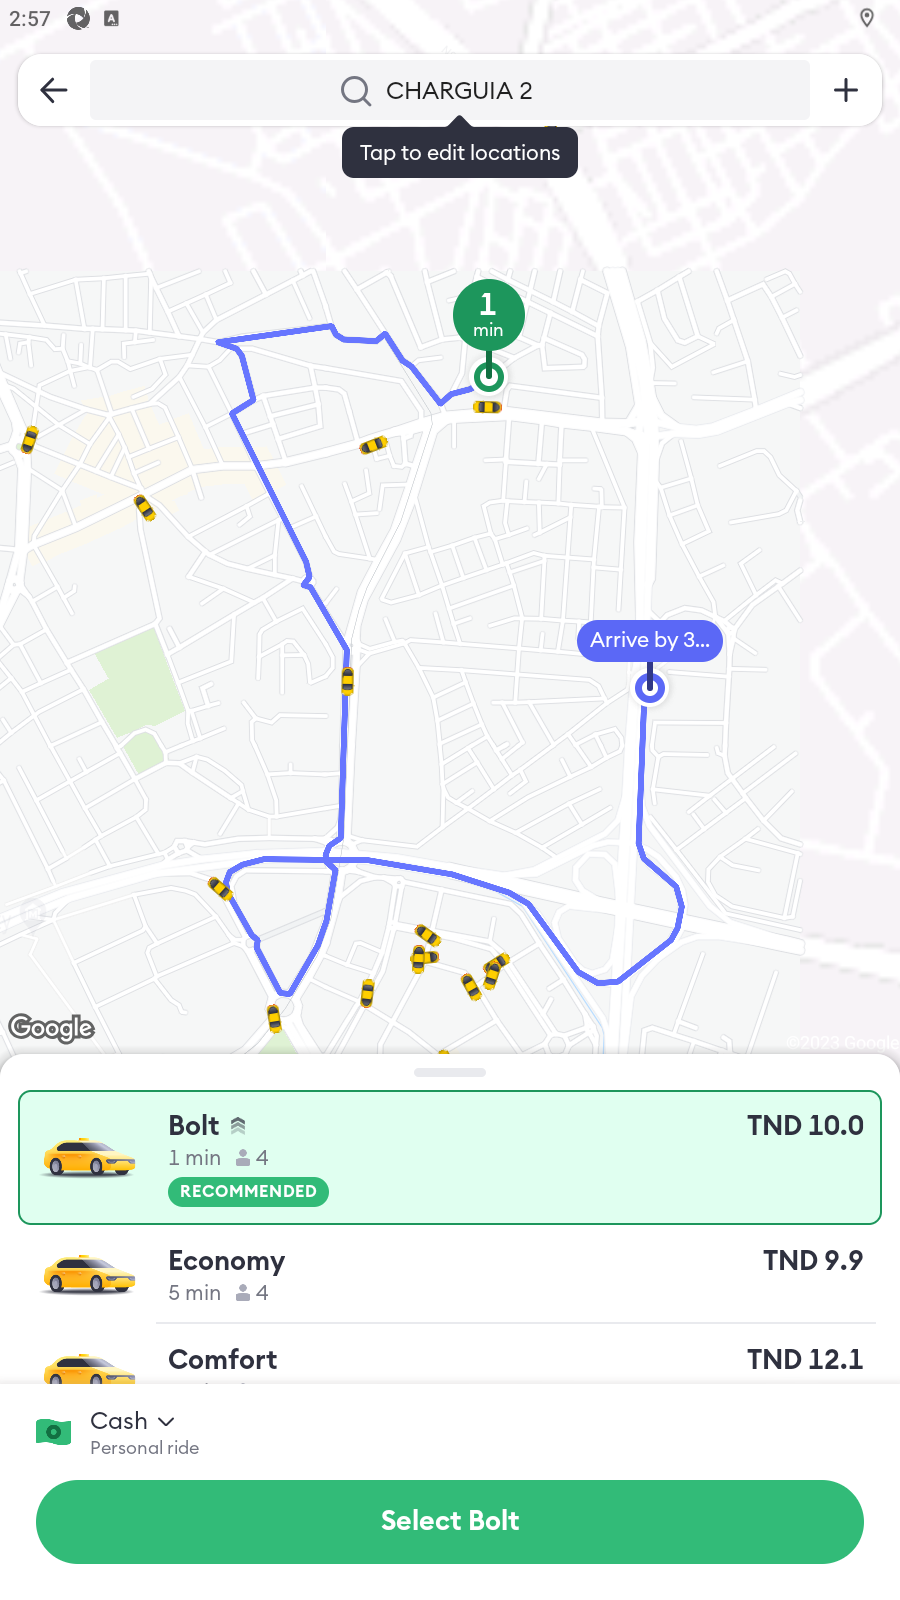 2:57
CHARGUIA 2
Tap to edit locations
1
min
Arrive by 3...
Google
©2023 Google
Bolt
TND 10.0
1 min 4
RECOMMENDED
Economy
TND 9.9
5 min 4
Comfort
TND 12.1
Cash
Personal ride
Select Bolt